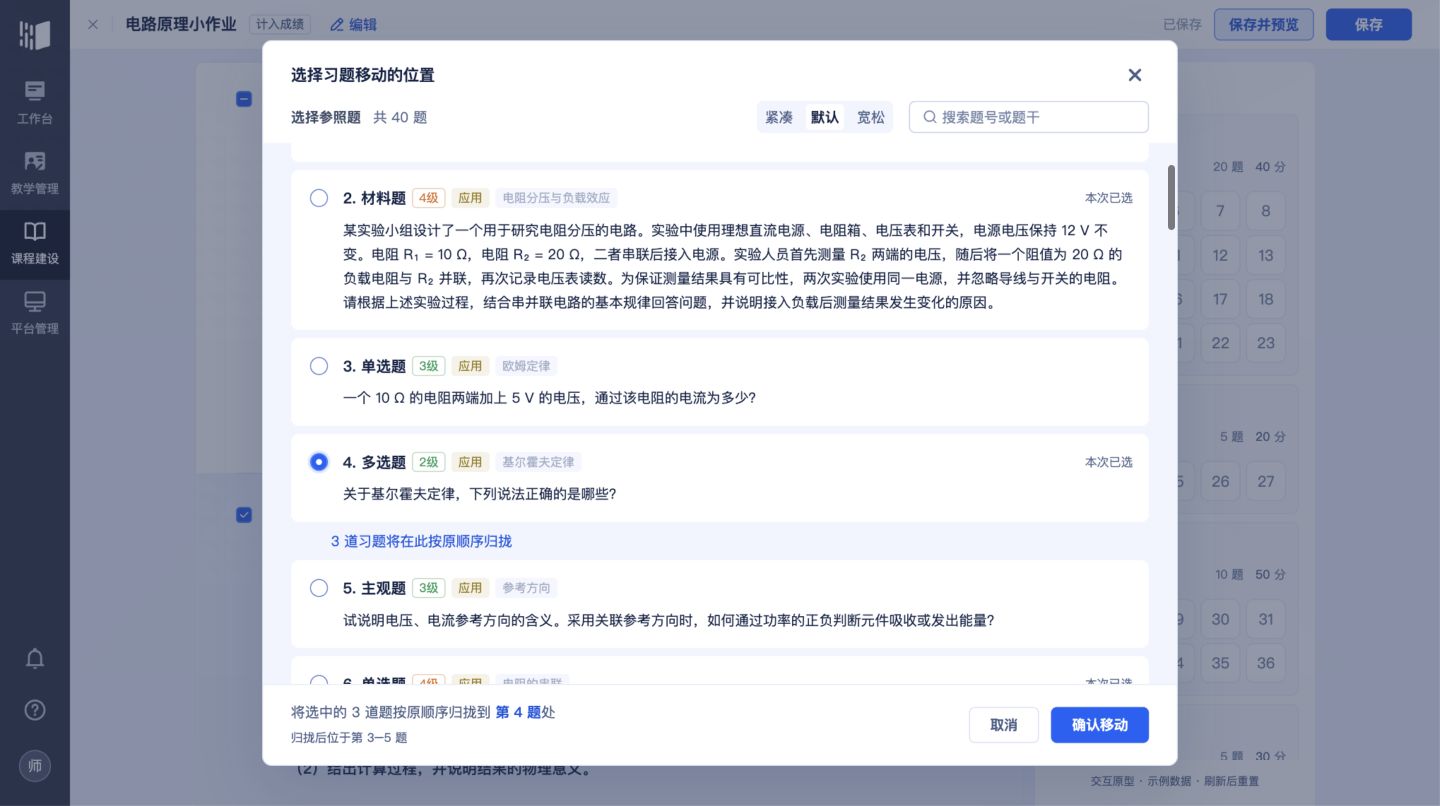 电路原理小作业 计入成绩 编辑 已保存 保存并预览 保存
工作台
教学管理
课程建设
平台管理
师
选择习题移动的位置
选择参照题 共 40 题 紧凑 默认 宽松 搜索题号或题干
2. 材料题 4级 应用 电阻分压与负载效应 本次已选
某实验小组设计了一个用于研究电阻分压的电路。实验中使用理想直流电源、电阻箱、电压表和开关，电源电压保持 12 V 不
变。电阻 R₁ = 10 Ω，电阻 R₂ = 20 Ω，二者串联后接入电源。实验人员首先测量 R₂ 两端的电压，随后将一个阻值为 20 Ω 的
负载电阻与 R₂ 并联，再次记录电压表读数。为保证测量结果具有可比性，两次实验使用同一电源，并忽略导线与开关的电阻。
请根据上述实验过程，结合串并联电路的基本规律回答问题，并说明接入负载后测量结果发生变化的原因。
3. 单选题 3级 应用 欧姆定律
一个 10 Ω 的电阻两端加上 5 V 的电压，通过该电阻的电流为多少？
4. 多选题 2级 应用 基尔霍夫定律 本次已选
关于基尔霍夫定律，下列说法正确的是哪些？
3 道习题将在此按原顺序归拢
5. 主观题 3级 应用 参考方向
试说明电压、电流参考方向的含义。采用关联参考方向时，如何通过功率的正负判断元件吸收或发出能量？
6. 单选题 4级 应用 电阻的串联 本次已选
将选中的 3 道题按原顺序归拢到 第 4 题处
归拢后位于第 3—5 题
取消 确认移动
（2）给出计算过程，并说明结果的物理意义。
20 题 40 分
7 8
12 13
17 18
22 23
5 题 20 分
26 27
10 题 50 分
30 31
35 36
5 题 30 分
交互原型 · 示例数据 · 刷新后重置